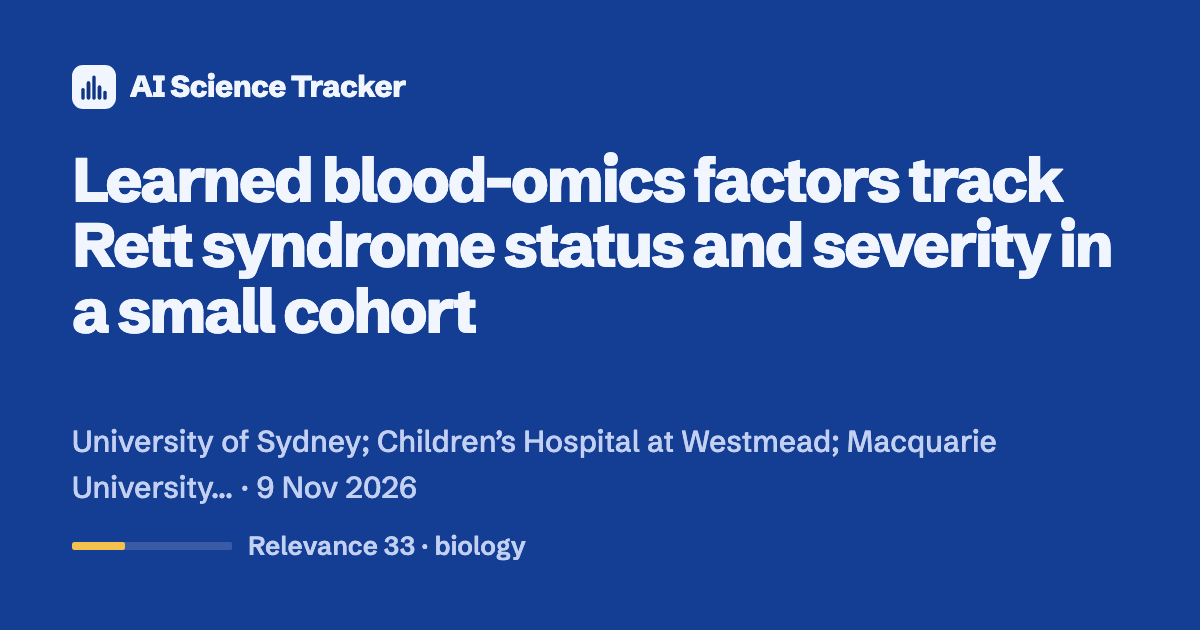 AI Science Tracker
Learned blood-omics factors track
Rett syndrome status and severity in
a small cohort
University of Sydney; Children’s Hospital at Westmead; Macquarie
University… · 9 Nov 2026
Relevance 33 · biology